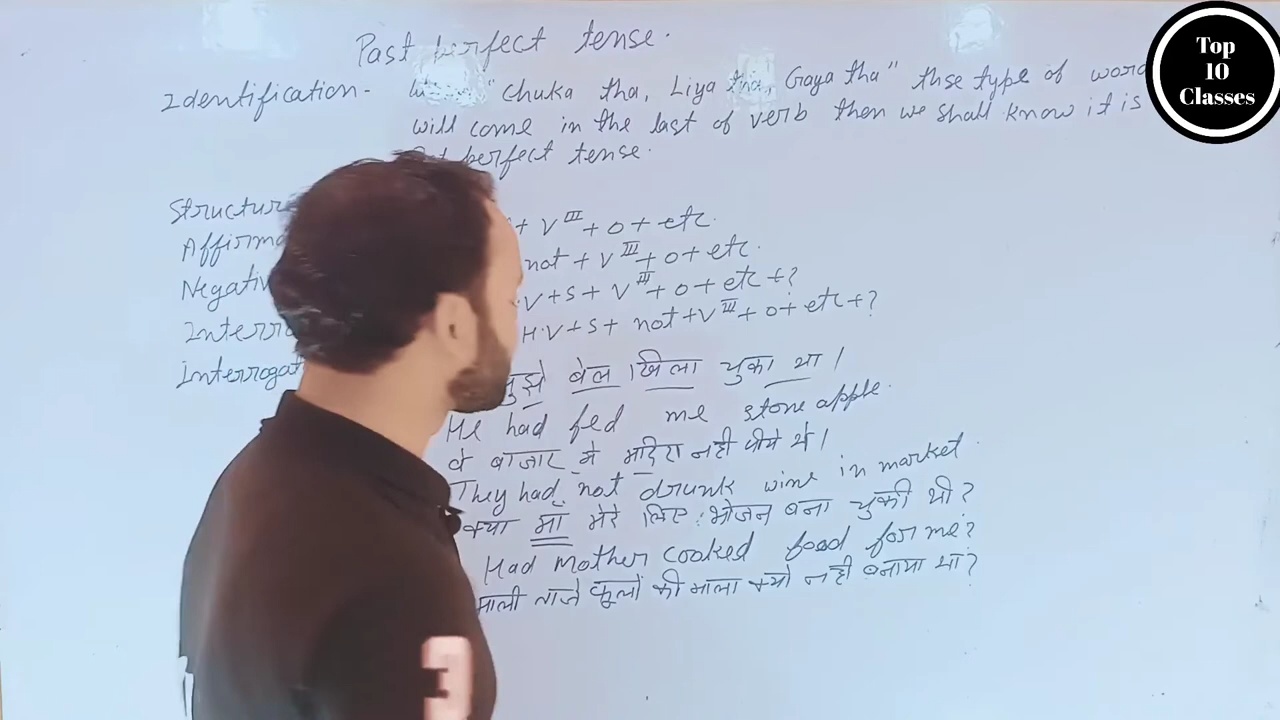 Past perfect tense.
Identification - "Chuka tha, Liya tha, Gaya tha" thse type of word
will come in the last of verb then we shall know it is
perfect tense.
Structure
+ V III + O + etc.
Affirma
not + V III + O + etc.
Negativ
V + S + V III + O + etc + ?
Interro
H.V + S + not + V III + O + etc + ?
Interrogat
मुझे बेल खिला चुका था।
He had fed me stone apple.
वे बाजार मे मदिरा नही पीये थे।
They had not drunk wine in market.
क्या माँ मेरे लिए भोजन बना चुकी थी?
Had mother cooked food for me?
माली ताजे फूलों की माला क्यो नही बनाया था?
Top
10
Classes